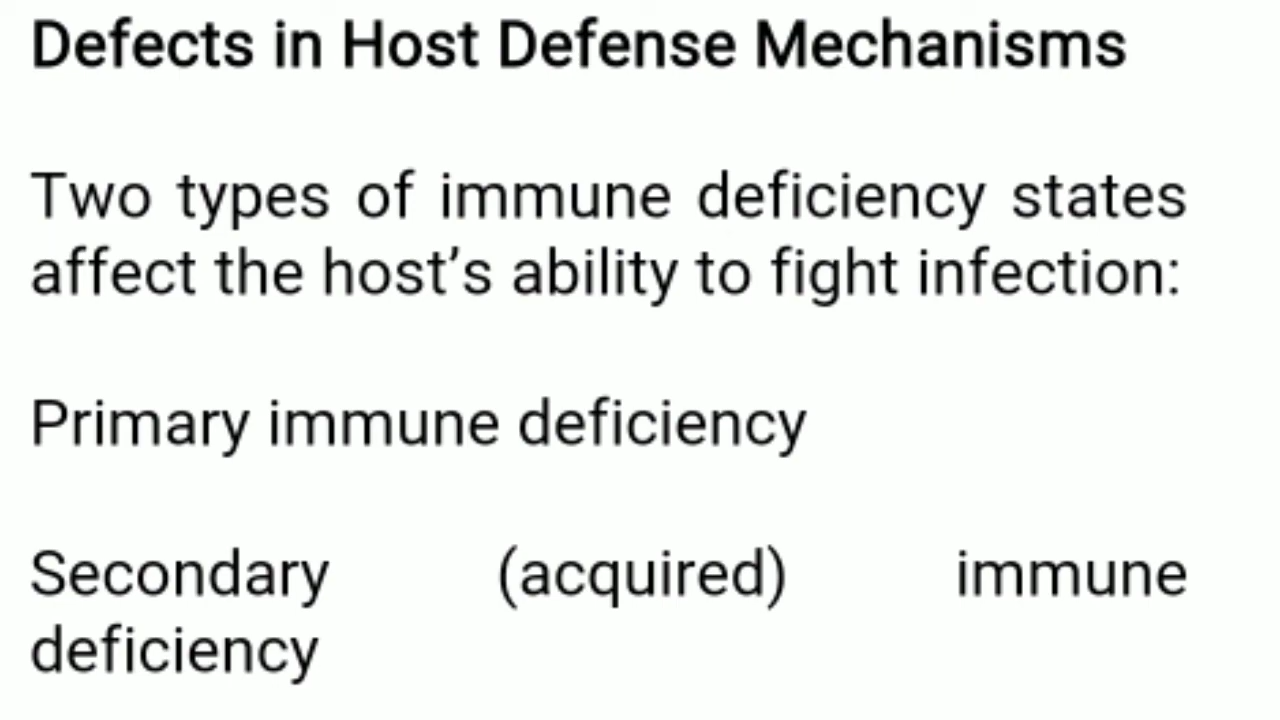 Defects in Host Defense Mechanisms
Two types of immune deficiency states
affect the host’s ability to fight infection:
Primary immune deficiency
Secondary (acquired) immune
deficiency